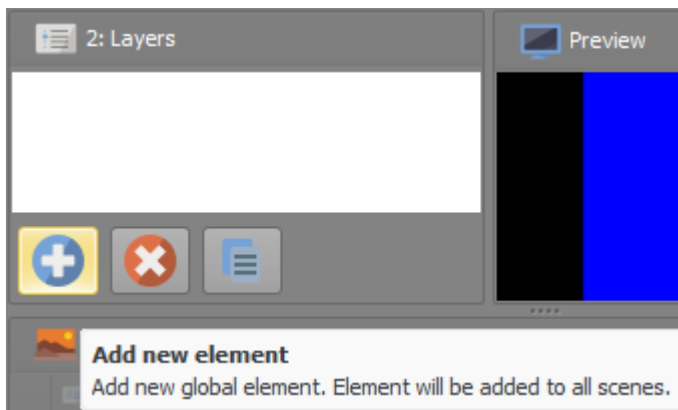 2: Layers
Preview
Add new element
Add new global element. Element will be added to all scenes.